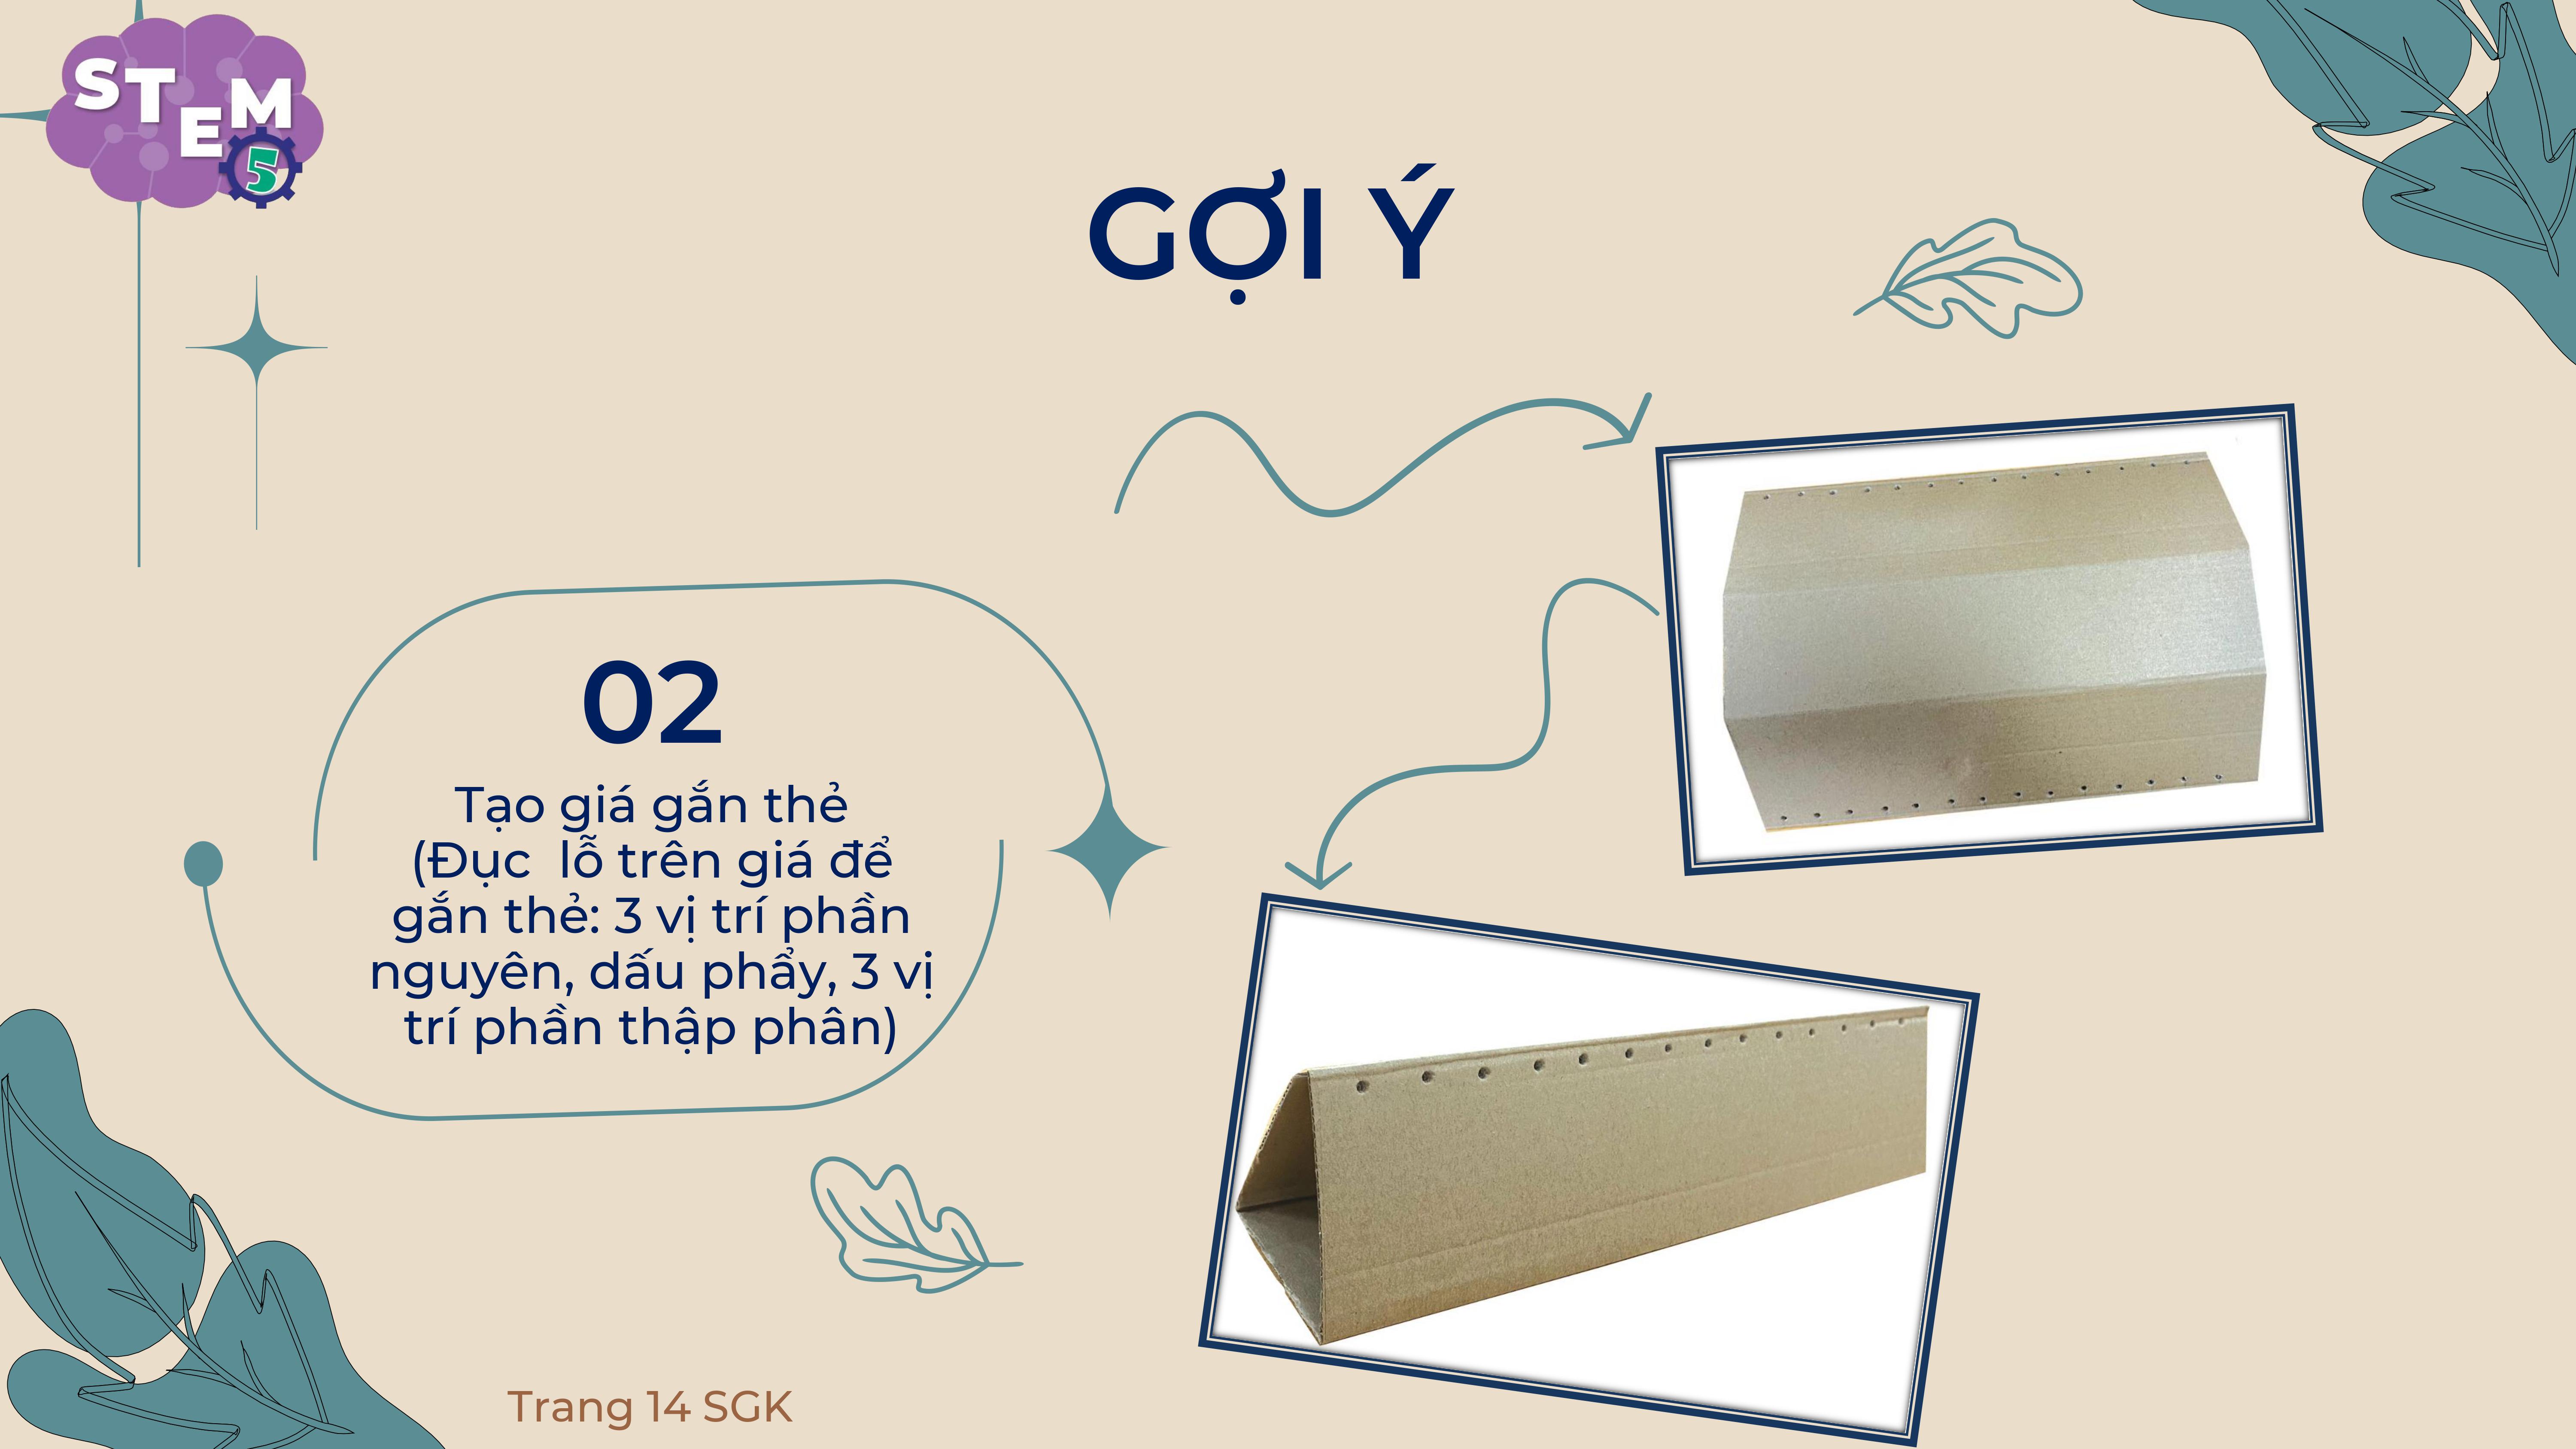 STEM
5
GỢI Ý
02
Tạo giá gắn thẻ
(Đục  lỗ trên giá để
gắn thẻ: 3 vị trí phần
nguyên, dấu phẩy, 3 vị
trí phần thập phân)
Trang 14 SGK